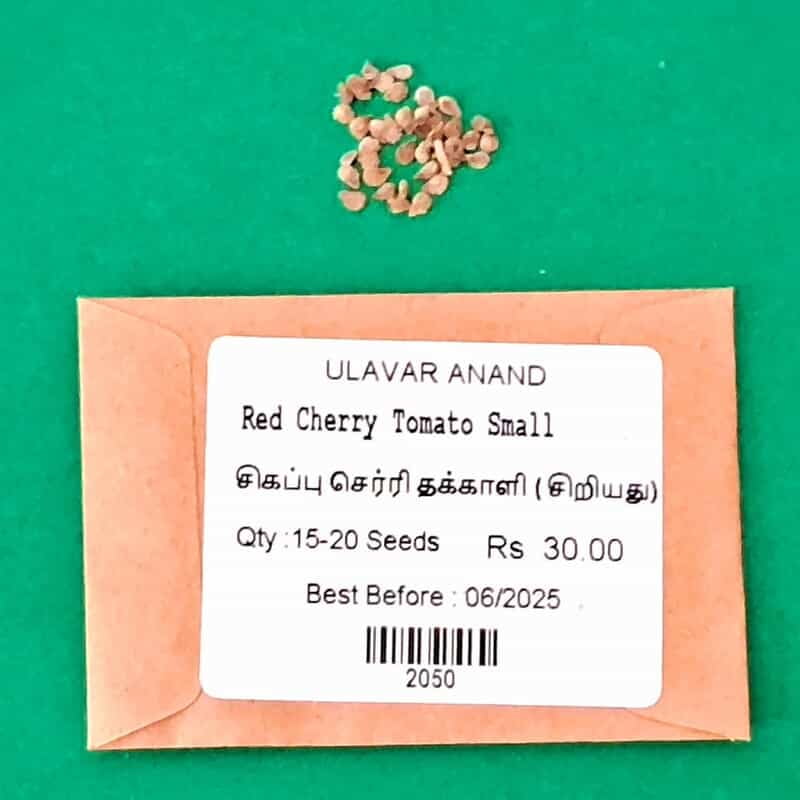 ULAVAR ANAND
Red Cherry Tomato Small
சிகப்பு செர்ரி தக்காளி (சிறியது)
Qty :15-20 Seeds Rs 30.00
Best Before : 06/2025
2050